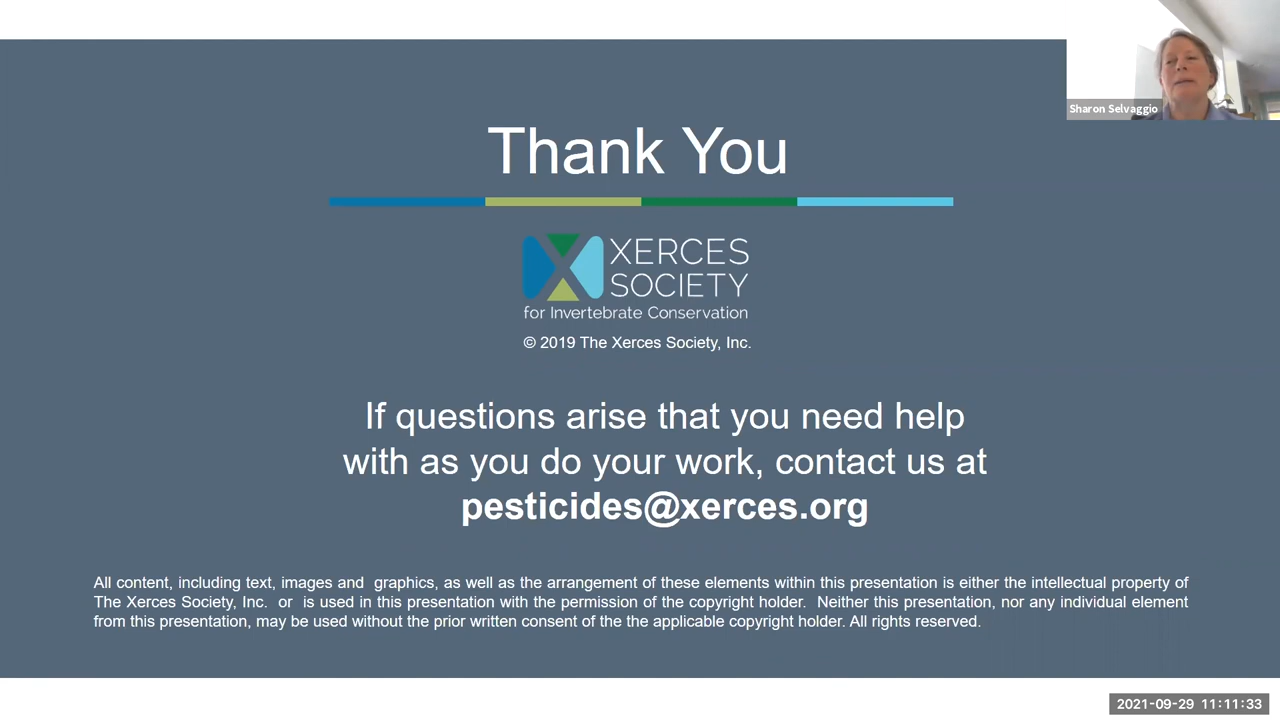 Sharon Selvaggio
Thank You
XERCES
SOCIETY
for Invertebrate Conservation
© 2019 The Xerces Society, Inc.
If questions arise that you need help
with as you do your work, contact us at
pesticides@xerces.org
All content, including text, images and  graphics, as well as the arrangement of these elements within this presentation is either the intellectual property of
The Xerces Society, Inc.  or  is used in this presentation with the permission of the copyright holder.  Neither this presentation, nor any individual element
from this presentation, may be used without the prior written consent of the the applicable copyright holder. All rights reserved.
2021-09-29  11:11:33